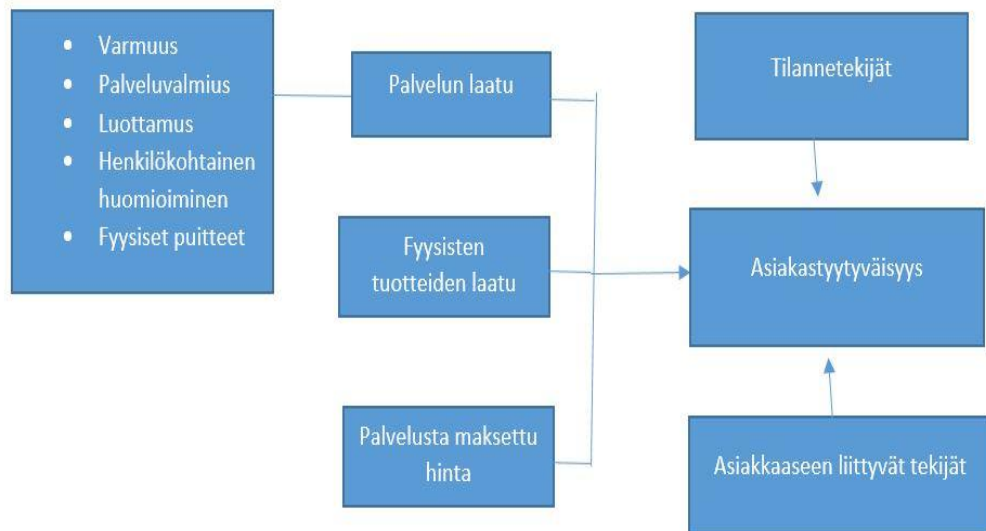 • Varmuus
• Palveluvalmius
• Luottamus
• Henkilökohtainen
huomioiminen
• Fyysiset puitteet
Palvelun laatu
Fyysisten
tuotteiden laatu
Palvelusta maksettu
hinta
Tilannetekijät
Asiakastyytyväisyys
Asiakkaaseen liittyvät tekijät